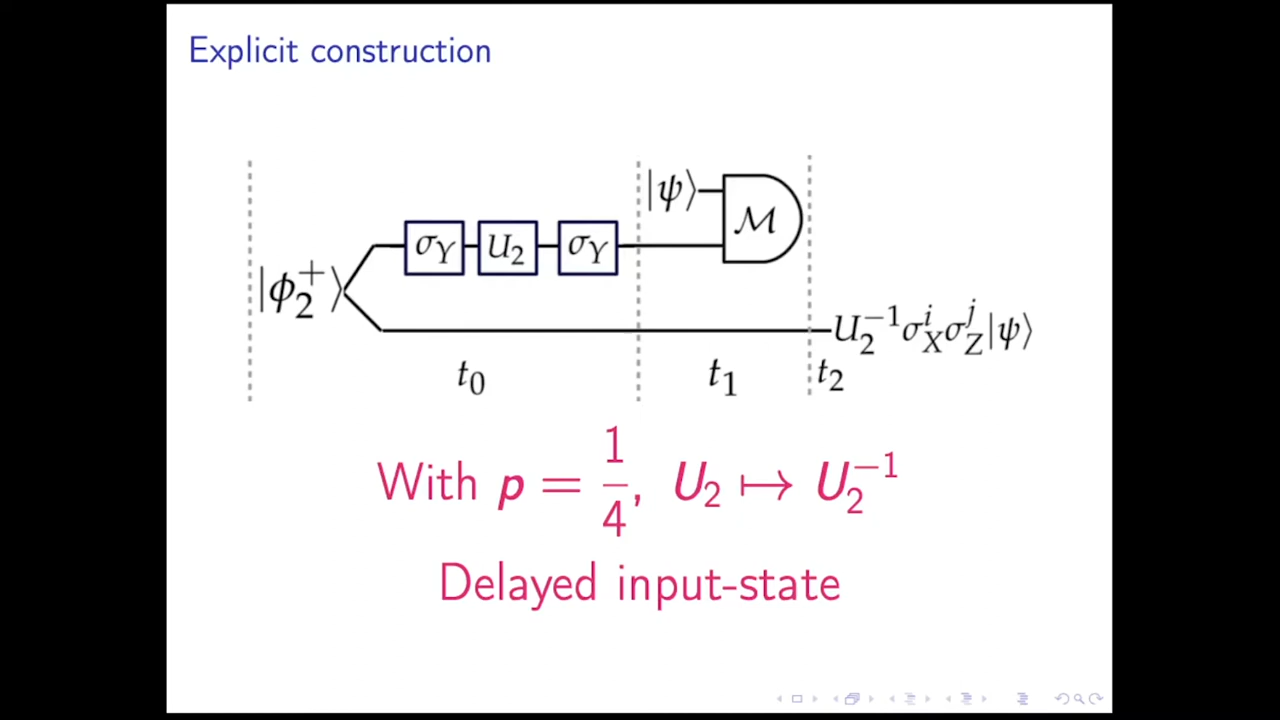 Explicit construction
|ψ⟩ M
σ_Y U_2 σ_Y
|ϕ_2^+⟩
U_2^{-1} σ_X^i σ_Z^j |ψ⟩
t_0 t_1 t_2
With p = 1/4, U_2 ↦ U_2^{-1}
Delayed input-state